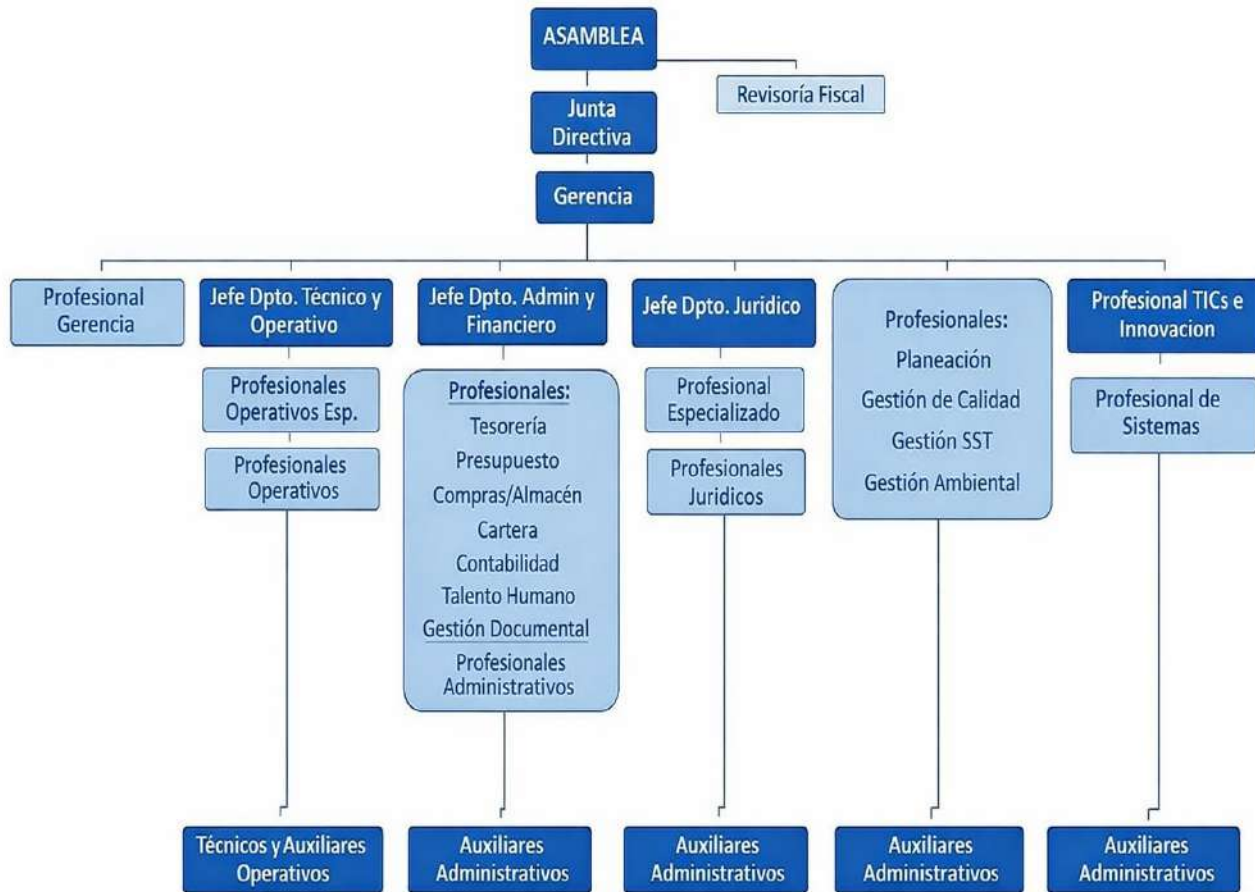 ASAMBLEA
Revisoría Fiscal
Junta
Directiva
Gerencia
Profesional
Gerencia
Jefe Dpto. Técnico y
Operativo
Jefe Dpto. Admin y
Financiero
Jefe Dpto. Juridico
Profesionales:
Planeación
Gestión de Calidad
Gestión SST
Gestión Ambiental
Profesional TICs e
Innovacion
Profesionales
Operativos Esp.
Profesionales
Operativos
Profesionales:
Tesorería
Presupuesto
Compras/Almacén
Cartera
Contabilidad
Talento Humano
Gestión Documental
Profesionales
Administrativos
Profesional
Especializado
Profesionales
Juridicos
Profesional de
Sistemas
Técnicos y Auxiliares
Operativos
Auxiliares
Administrativos
Auxiliares
Administrativos
Auxiliares
Administrativos
Auxiliares
Administrativos